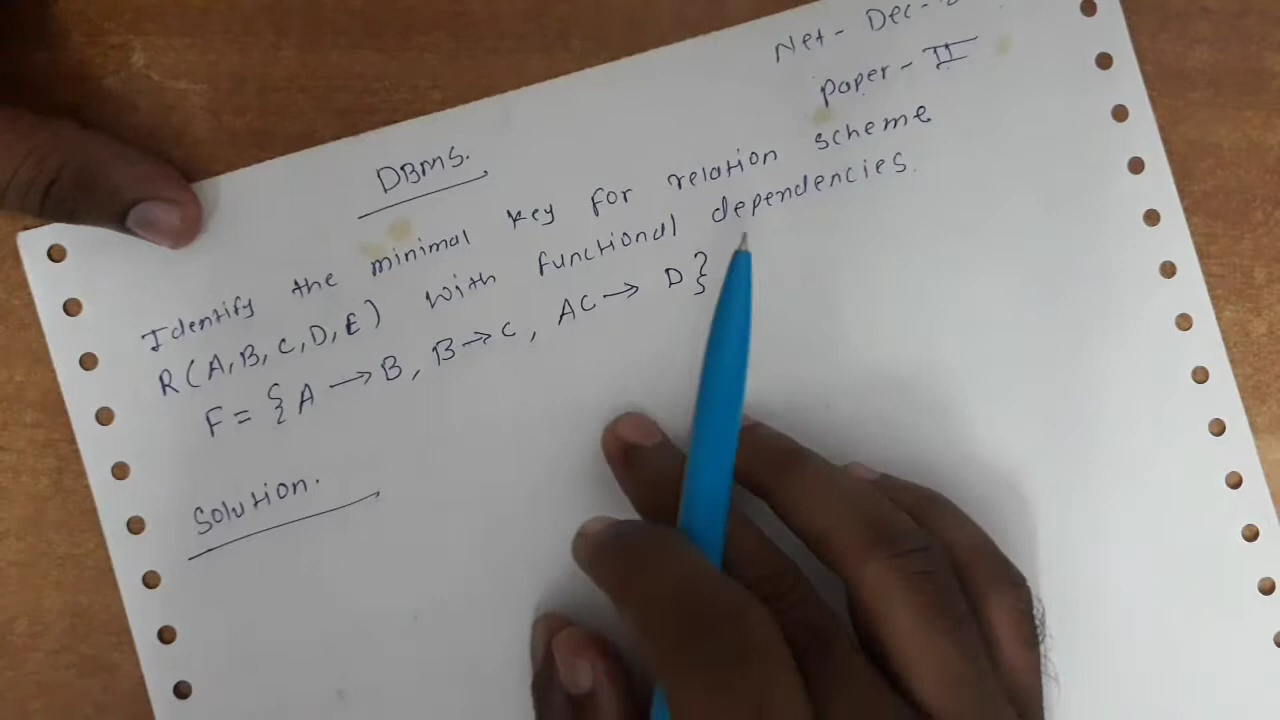 Net- Dec-
Paper - II
DBMS.
Identify the minimal key for relation scheme
R(A,B,C,D,E) with functional dependencies.
F = {A → B, B → C, AC → D}
Solution.